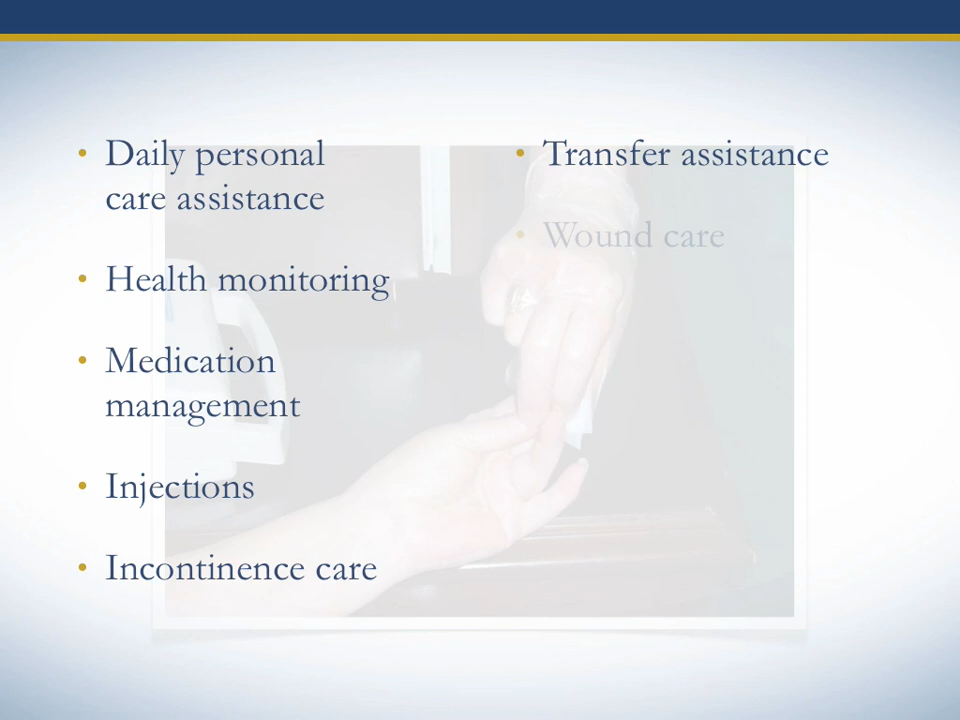 • Daily personal
care assistance
• Health monitoring
• Medication
management
• Injections
• Incontinence care
• Transfer assistance
• Wound care